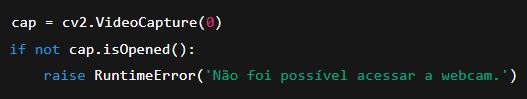 cap = cv2.VideoCapture(0)
if not cap.isOpened():
    raise RuntimeError('Não foi possível acessar a webcam.')